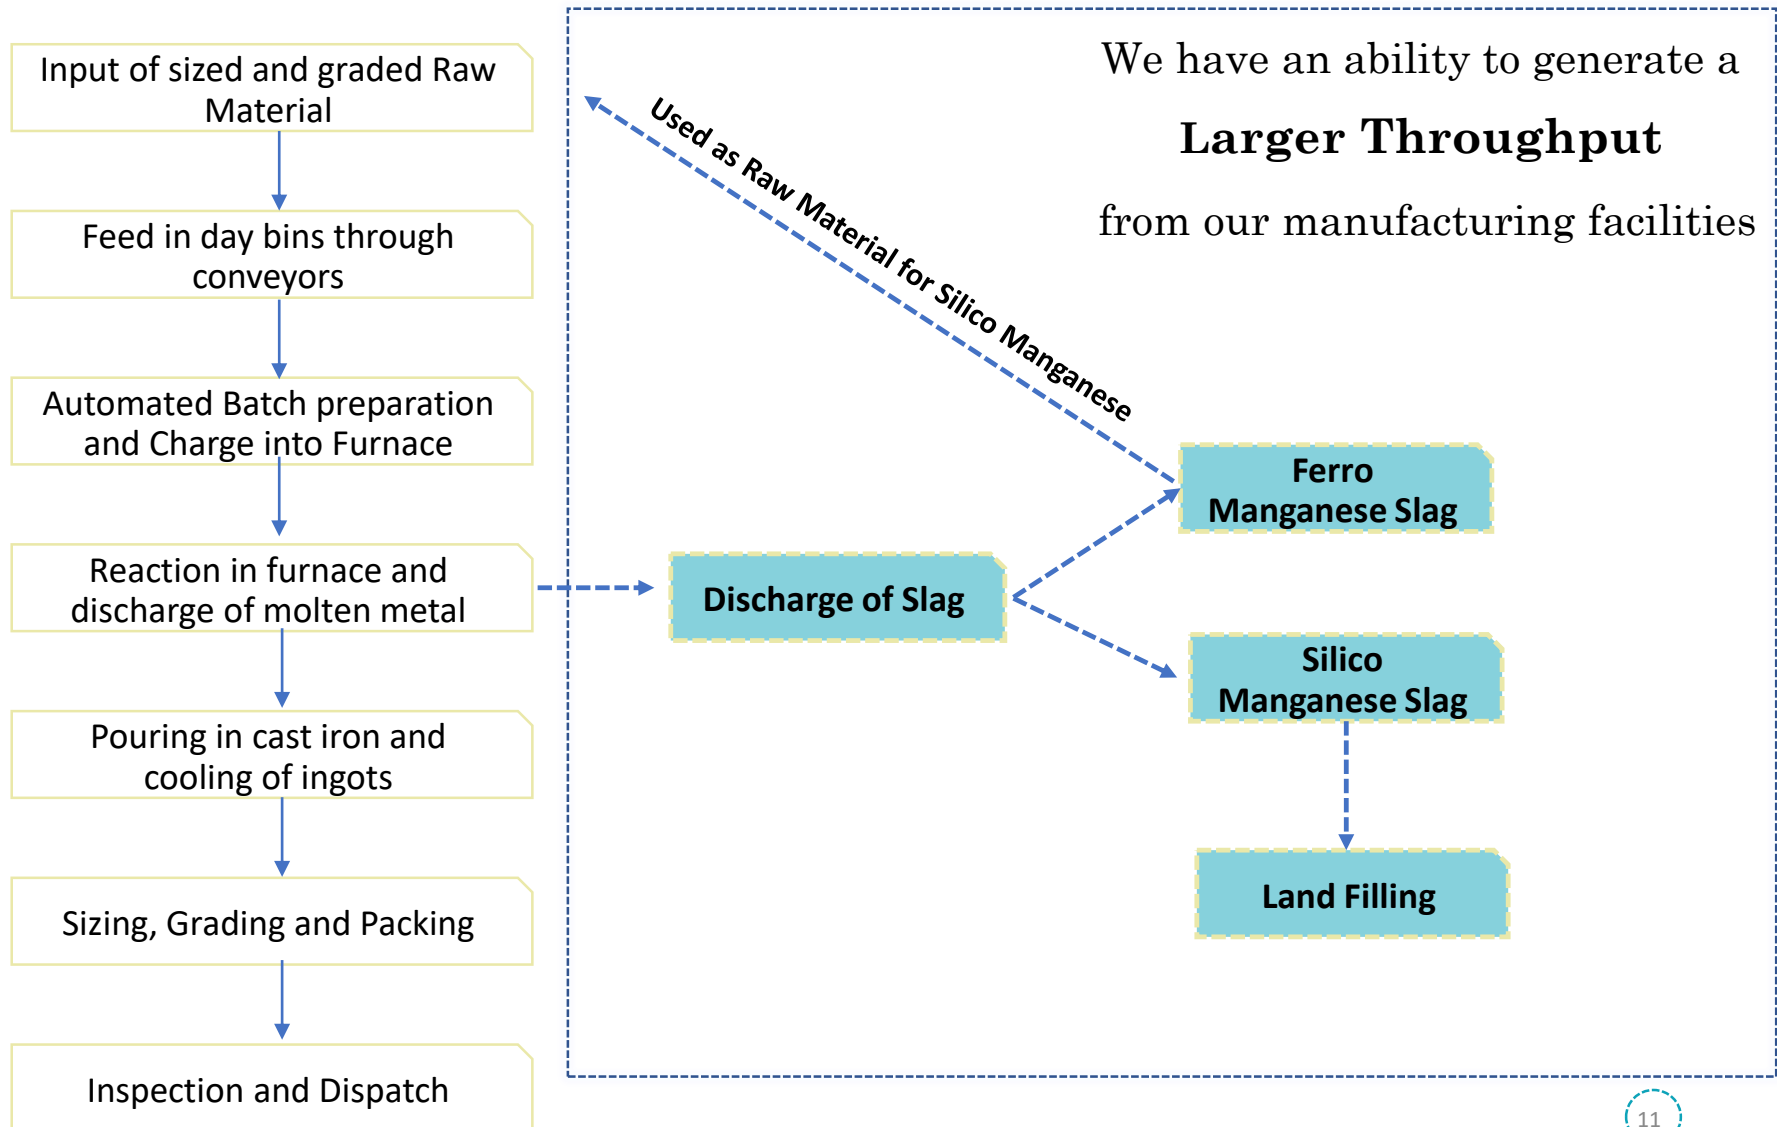 Input of sized and graded Raw
Material
Feed in day bins through
conveyors
Automated Batch preparation
and Charge into Furnace
Reaction in furnace and
discharge of molten metal
Pouring in cast iron and
cooling of ingots
Sizing, Grading and Packing
Inspection and Dispatch
We have an ability to generate a
Larger Throughput
from our manufacturing facilities
Used as Raw Material for Silico Manganese
Discharge of Slag
Ferro
Manganese Slag
Silico
Manganese Slag
Land Filling
11